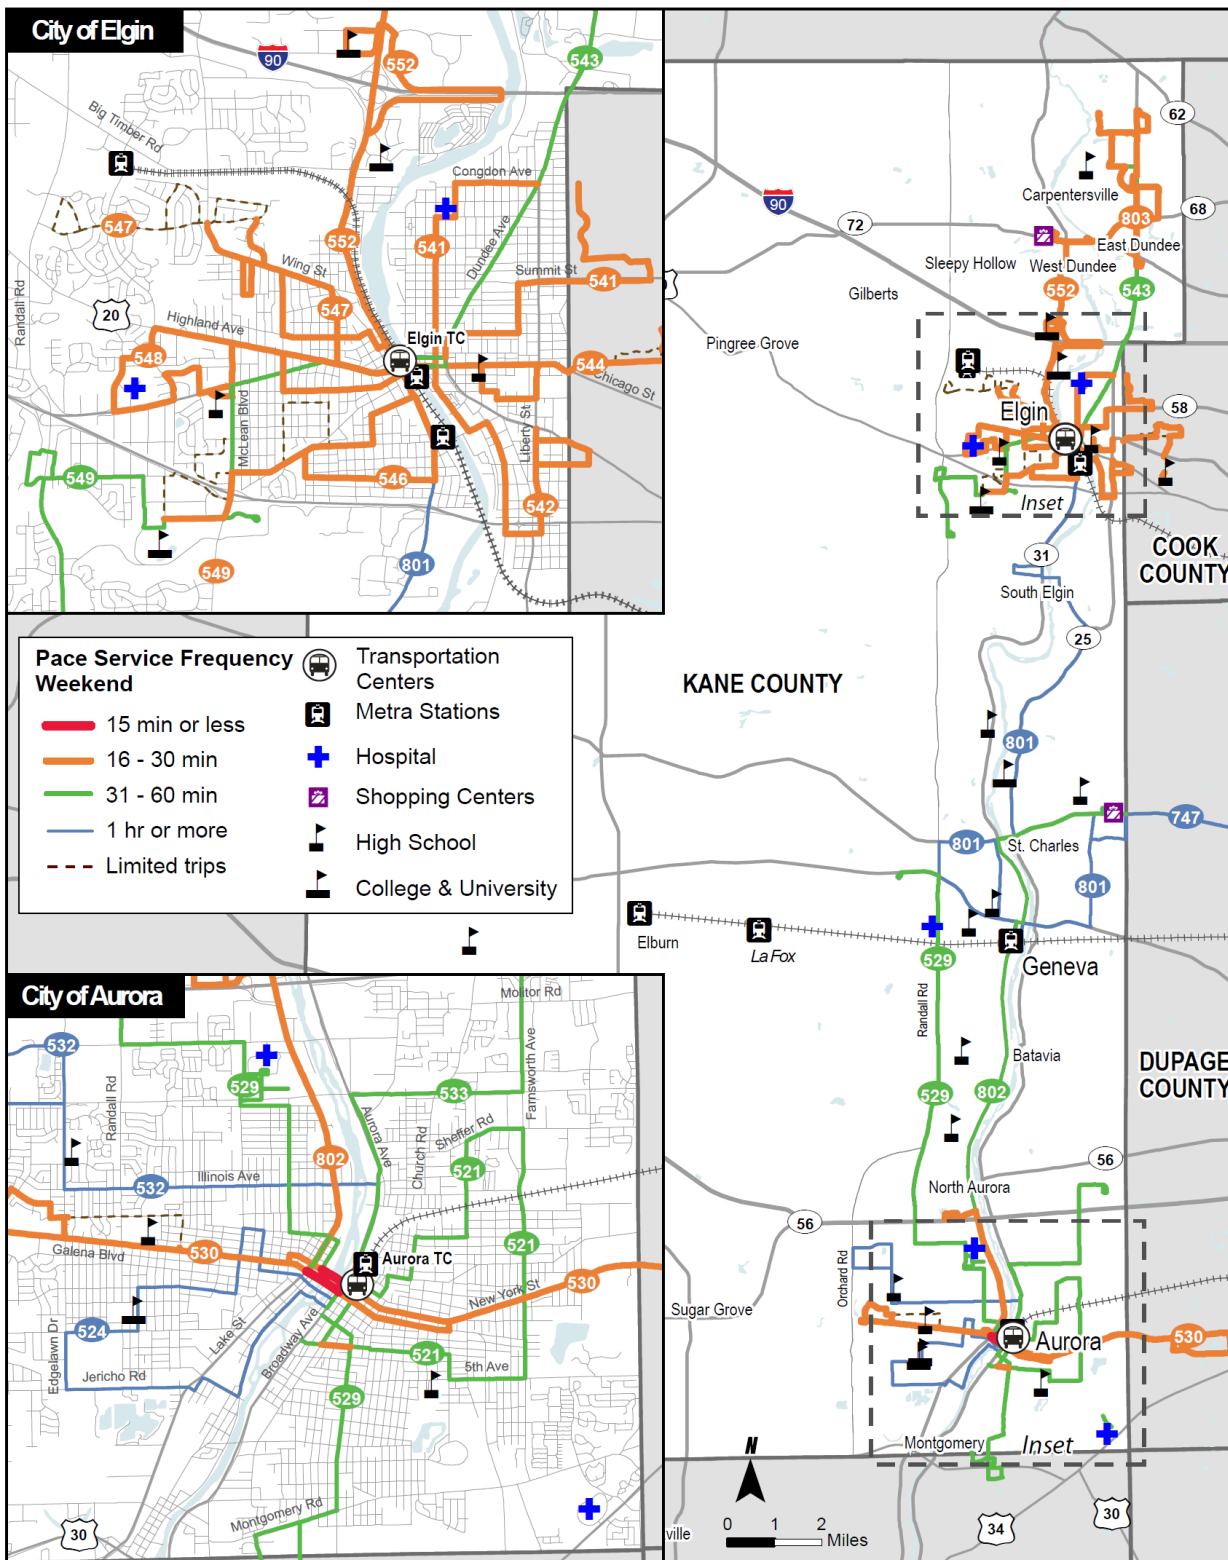 City of Elgin
90
552
543
Big Timber Rd
Congdon Ave
547
552
541
Dundee Ave
Wing St
Summit St
541
Randall Rd
20
547
Highland Ave
Elgin TC
548
544
Chicago St
McLean Blvd
Liberty St
549
546
542
549
801
62
90
Carpentersville
72
68
803
East Dundee
Sleepy Hollow
West Dundee
Gilberts
552
543
Pingree Grove
Elgin
58
Inset
31
COOK
COUNTY
South Elgin
25
KANE COUNTY
801
747
801
St. Charles
801
Elburn
La Fox
Geneva
529
Randall Rd
Batavia
DUPAGE
COUNTY
529
802
56
North Aurora
56
Orchard Rd
Sugar Grove
Aurora
530
Montgomery
Inset
N
0 1 2
Miles
34
30
ville
Pace Service Frequency
Weekend
15 min or less
16 - 30 min
31 - 60 min
1 hr or more
Limited trips
Transportation
Centers
Metra Stations
Hospital
Shopping Centers
High School
College & University
City of Aurora
Molitor Rd
532
Farnsworth Ave
529
533
Randall Rd
Aurora Ave
Church Rd
Sheffer Rd
802
521
Illinois Ave
532
Galena Blvd
530
Aurora TC
521
New York St
530
524
Lake St
Broadway Ave
Edgelawn Dr
521
5th Ave
Jericho Rd
529
Montgomery Rd
30